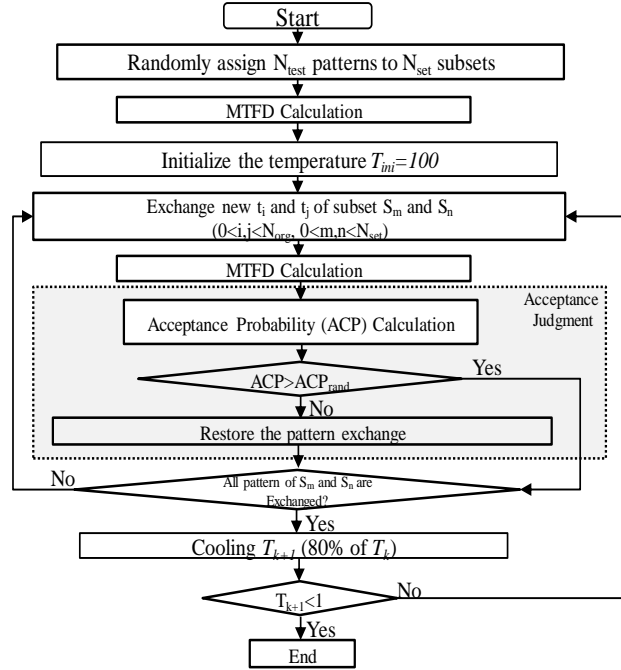 Start
Randomly assign N_test patterns to N_set subsets
MTFD Calculation
Initialize the temperature T_ini=100
Exchange new t_i and t_j of subset S_m and S_n
(0<i,j<N_org, 0<m,n<N_set)
MTFD Calculation
Acceptance
Judgment
Acceptance Probability (ACP) Calculation
ACP>ACP_rand
Yes
No
Restore the pattern exchange
All pattern of S_m and S_n are
Exchanged?
No
Yes
Cooling T_k+1 (80% of T_k)
T_k+1<1
No
Yes
End